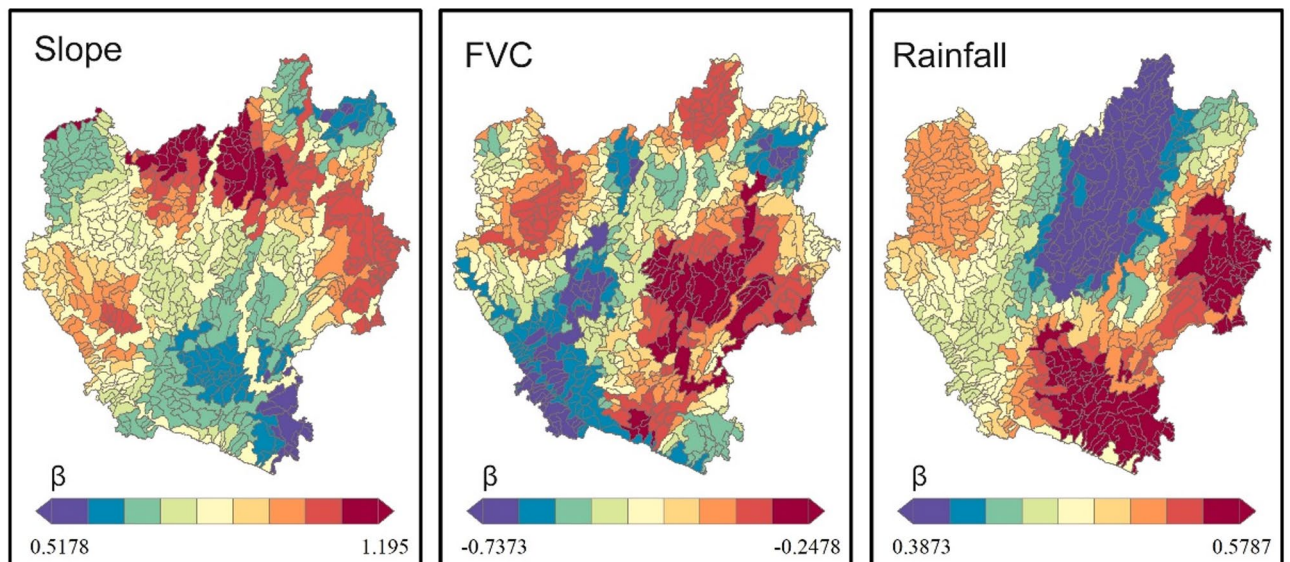 Slope
β
0.5178 1.195
FVC
β
-0.7373 -0.2478
Rainfall
β
0.3873 0.5787